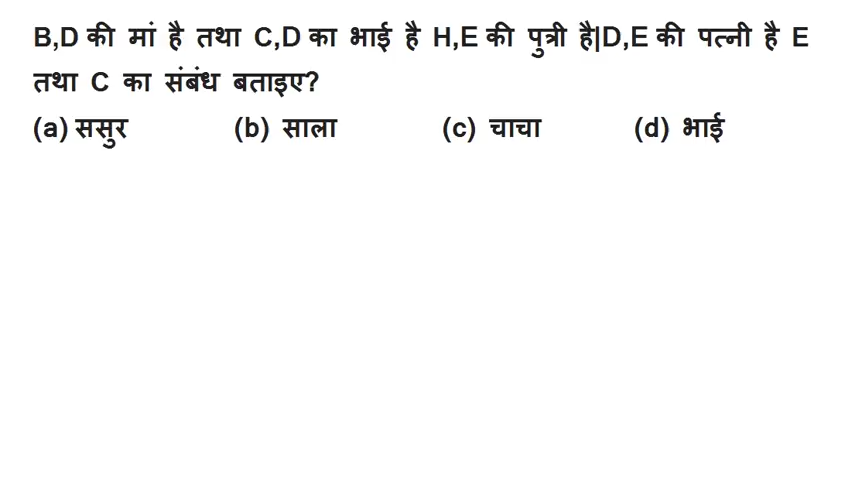 B,D की मां है तथा C,D का भाई है H,E की पुत्री है|D,E की पत्नी है E
तथा C का संबंध बताइए?
(a) ससुर (b) साला (c) चाचा (d) भाई